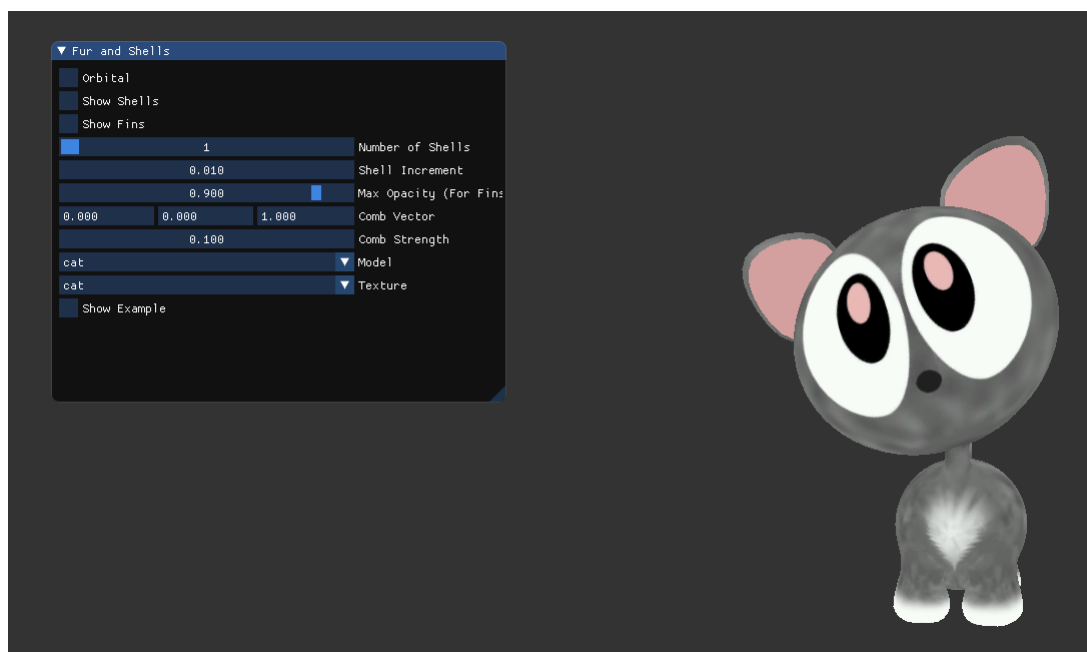 Fur and Shells
Orbital
Show Shells
Show Fins
1 Number of Shells
0.010 Shell Increment
0.900 Max Opacity (For Fins
0.000 0.000 1.000 Comb Vector
0.100 Comb Strength
cat Model
cat Texture
Show Example